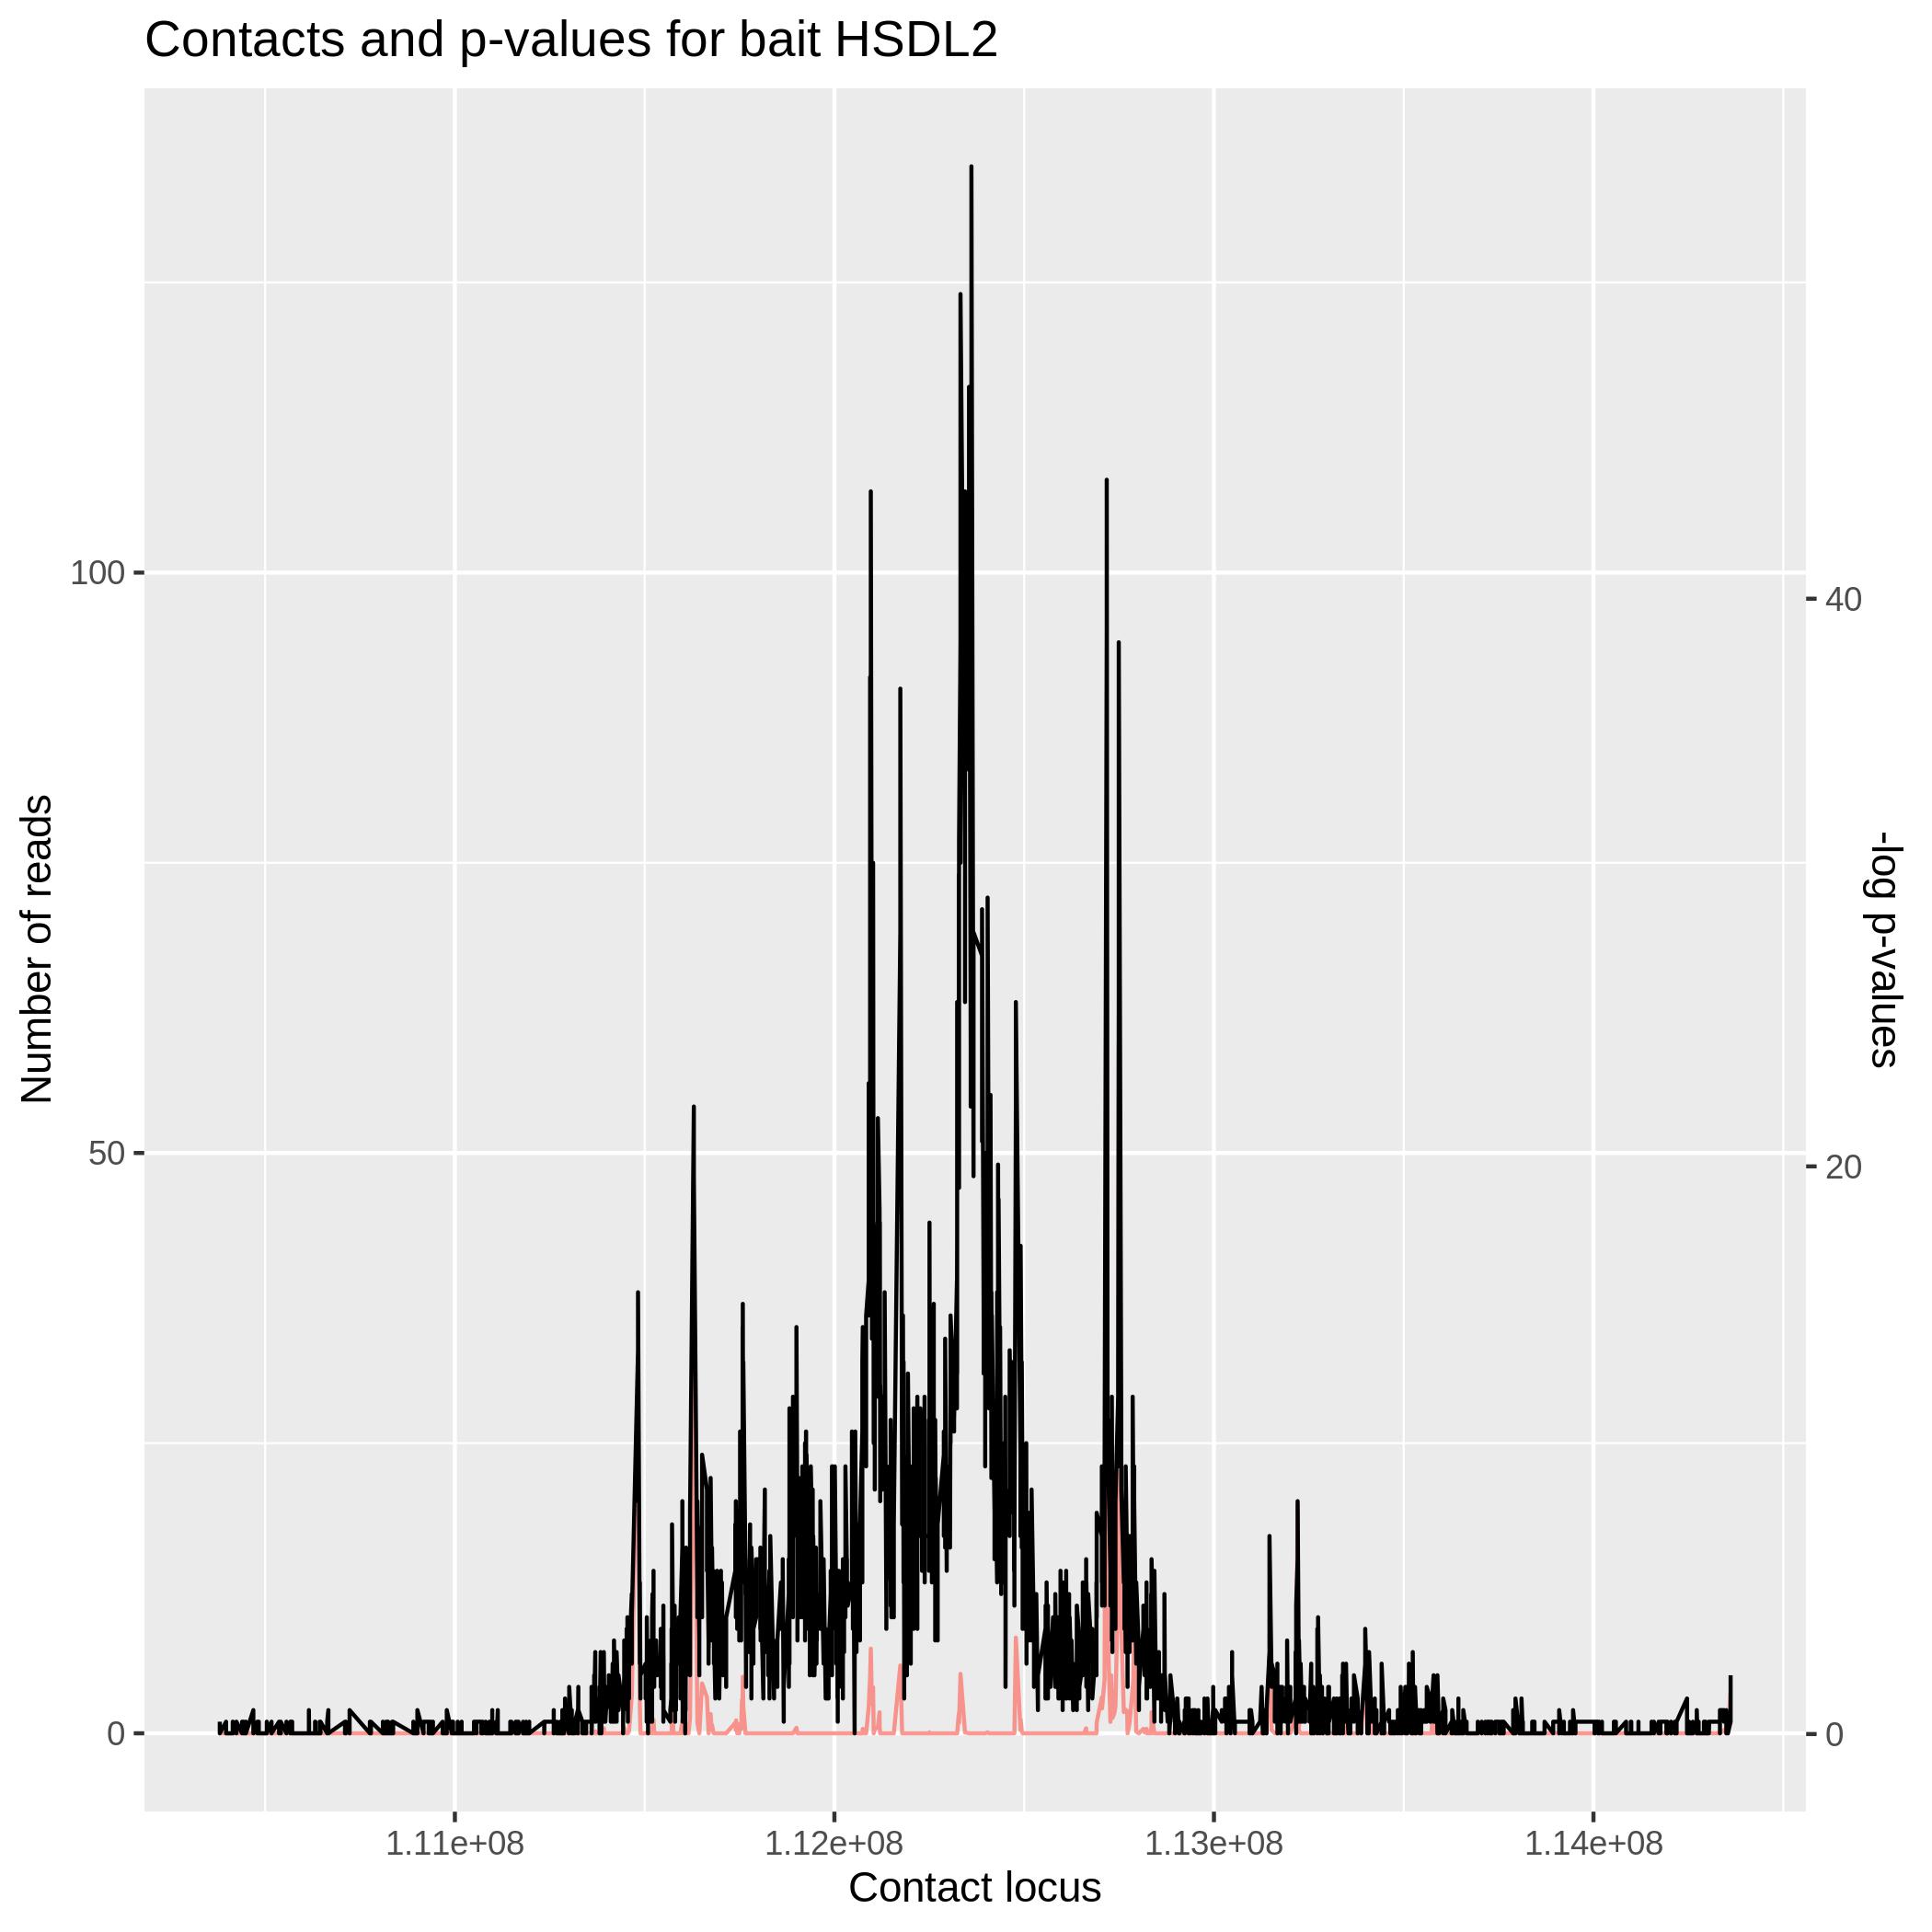 Contacts and p-values for bait HSDL2
Number of reads
100
50
0
40
20
0
-log p-values
1.11e+08
1.12e+08
1.13e+08
1.14e+08
Contact locus